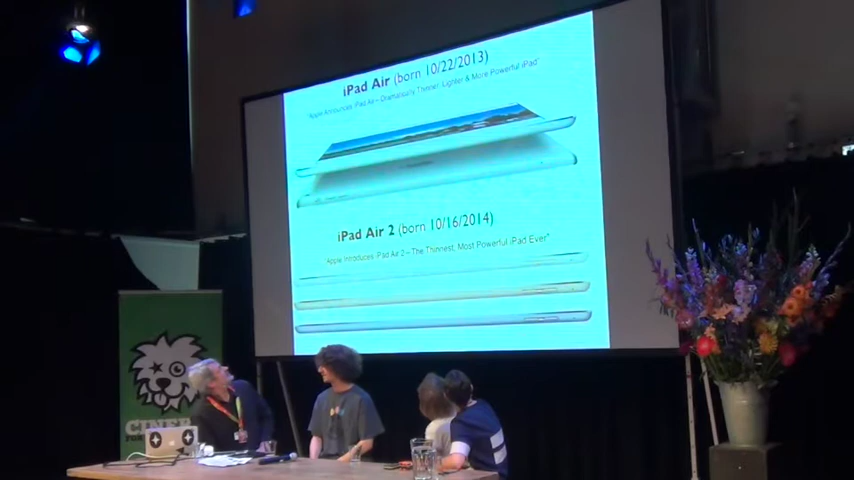 iPad Air (born 10/22/2013)
"Apple Announces iPad Air—Dramatically Thinner, Lighter & More Powerful iPad"
iPad Air 2 (born 10/16/2014)
"Apple Introduces iPad Air 2 – The Thinnest, Most Powerful iPad Ever"